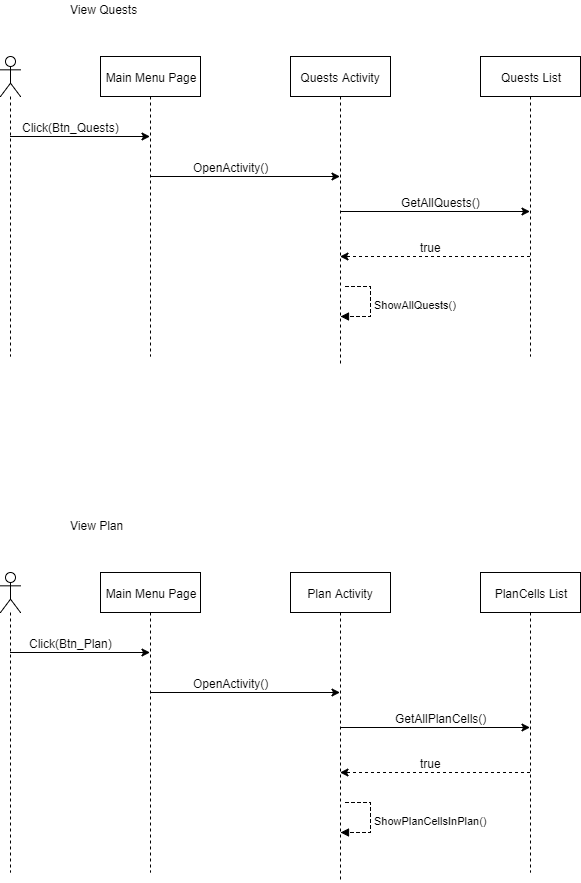 View Quests
Main Menu Page
Quests Activity
Quests List
Click(Btn_Quests)
OpenActivity()
GetAllQuests()
true
ShowAllQuests()
View Plan
Main Menu Page
Plan Activity
PlanCells List
Click(Btn_Plan)
OpenActivity()
GetAllPlanCells()
true
ShowPlanCellsInPlan()